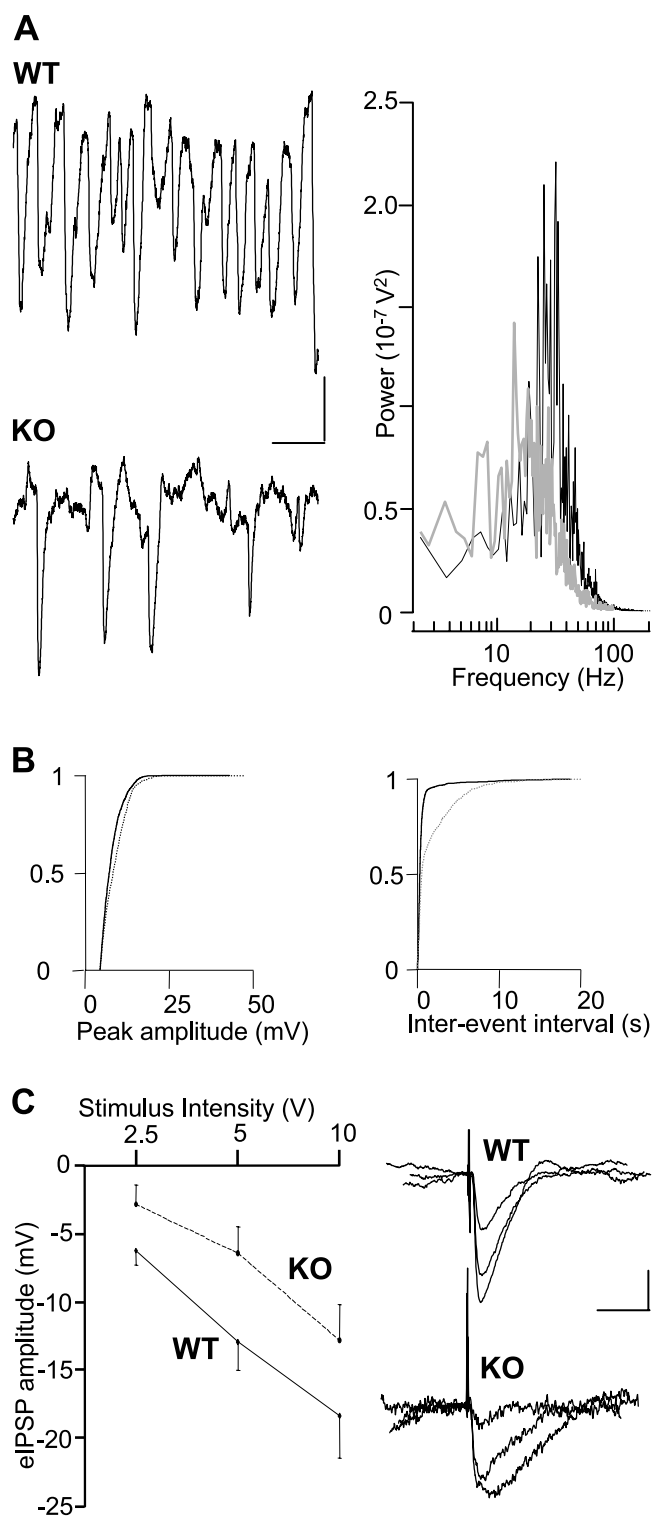 A
WT
KO
2.5
2.0
0.5
0
Power (10-7 V2)
10 100
Frequency (Hz)
B
1
0.5
0
0 25 50
Peak amplitude (mV)
1
0.5
0
0 10 20
Inter-event interval (s)
C
Stimulus Intensity (V)
2.5 5 10
0
-5
-10
-15
-20
-25
eIPSP amplitude (mV)
KO
WT
WT
KO